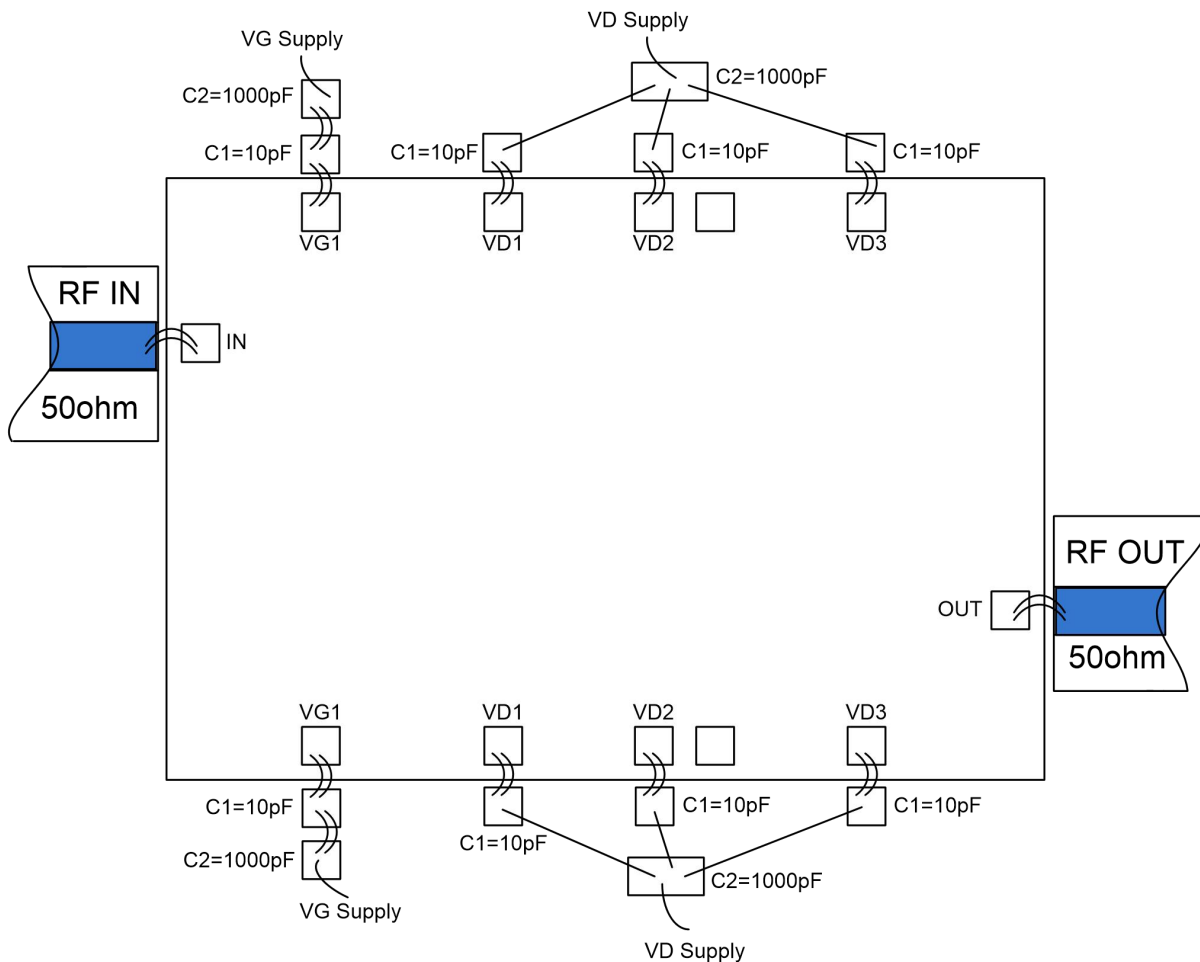 VD Supply
VG Supply
C2=1000pF
C2=1000pF
C1=10pF
C1=10pF
C1=10pF
C1=10pF
VG1
VD1
VD2
VD3
RF IN
IN
50ohm
RF OUT
OUT
50ohm
VG1
VD1
VD2
VD3
C1=10pF
C1=10pF
C1=10pF
C1=10pF
C2=1000pF
C2=1000pF
VG Supply
VD Supply